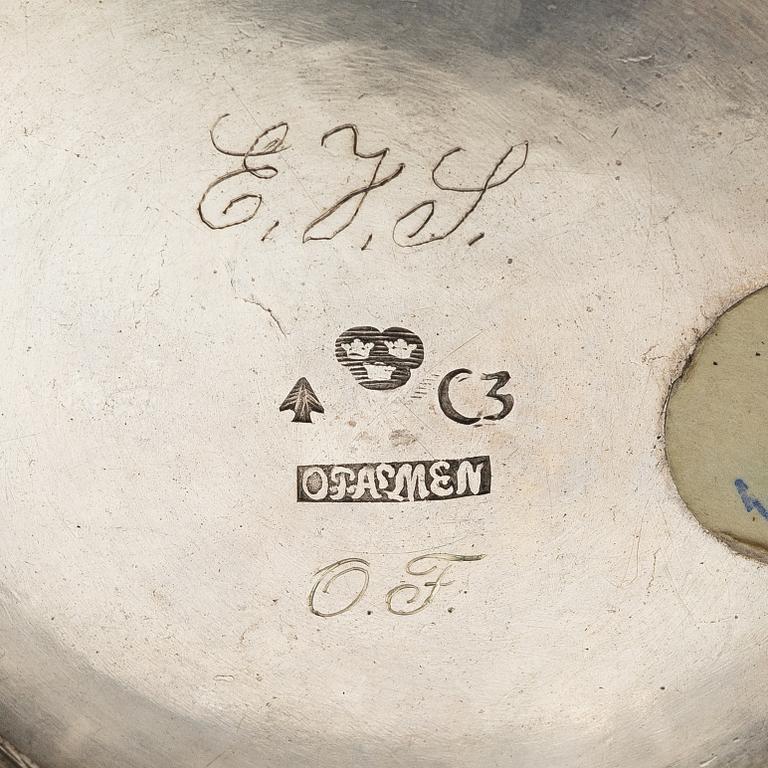 E. J. S.
C3
OTALMEN
O. F.